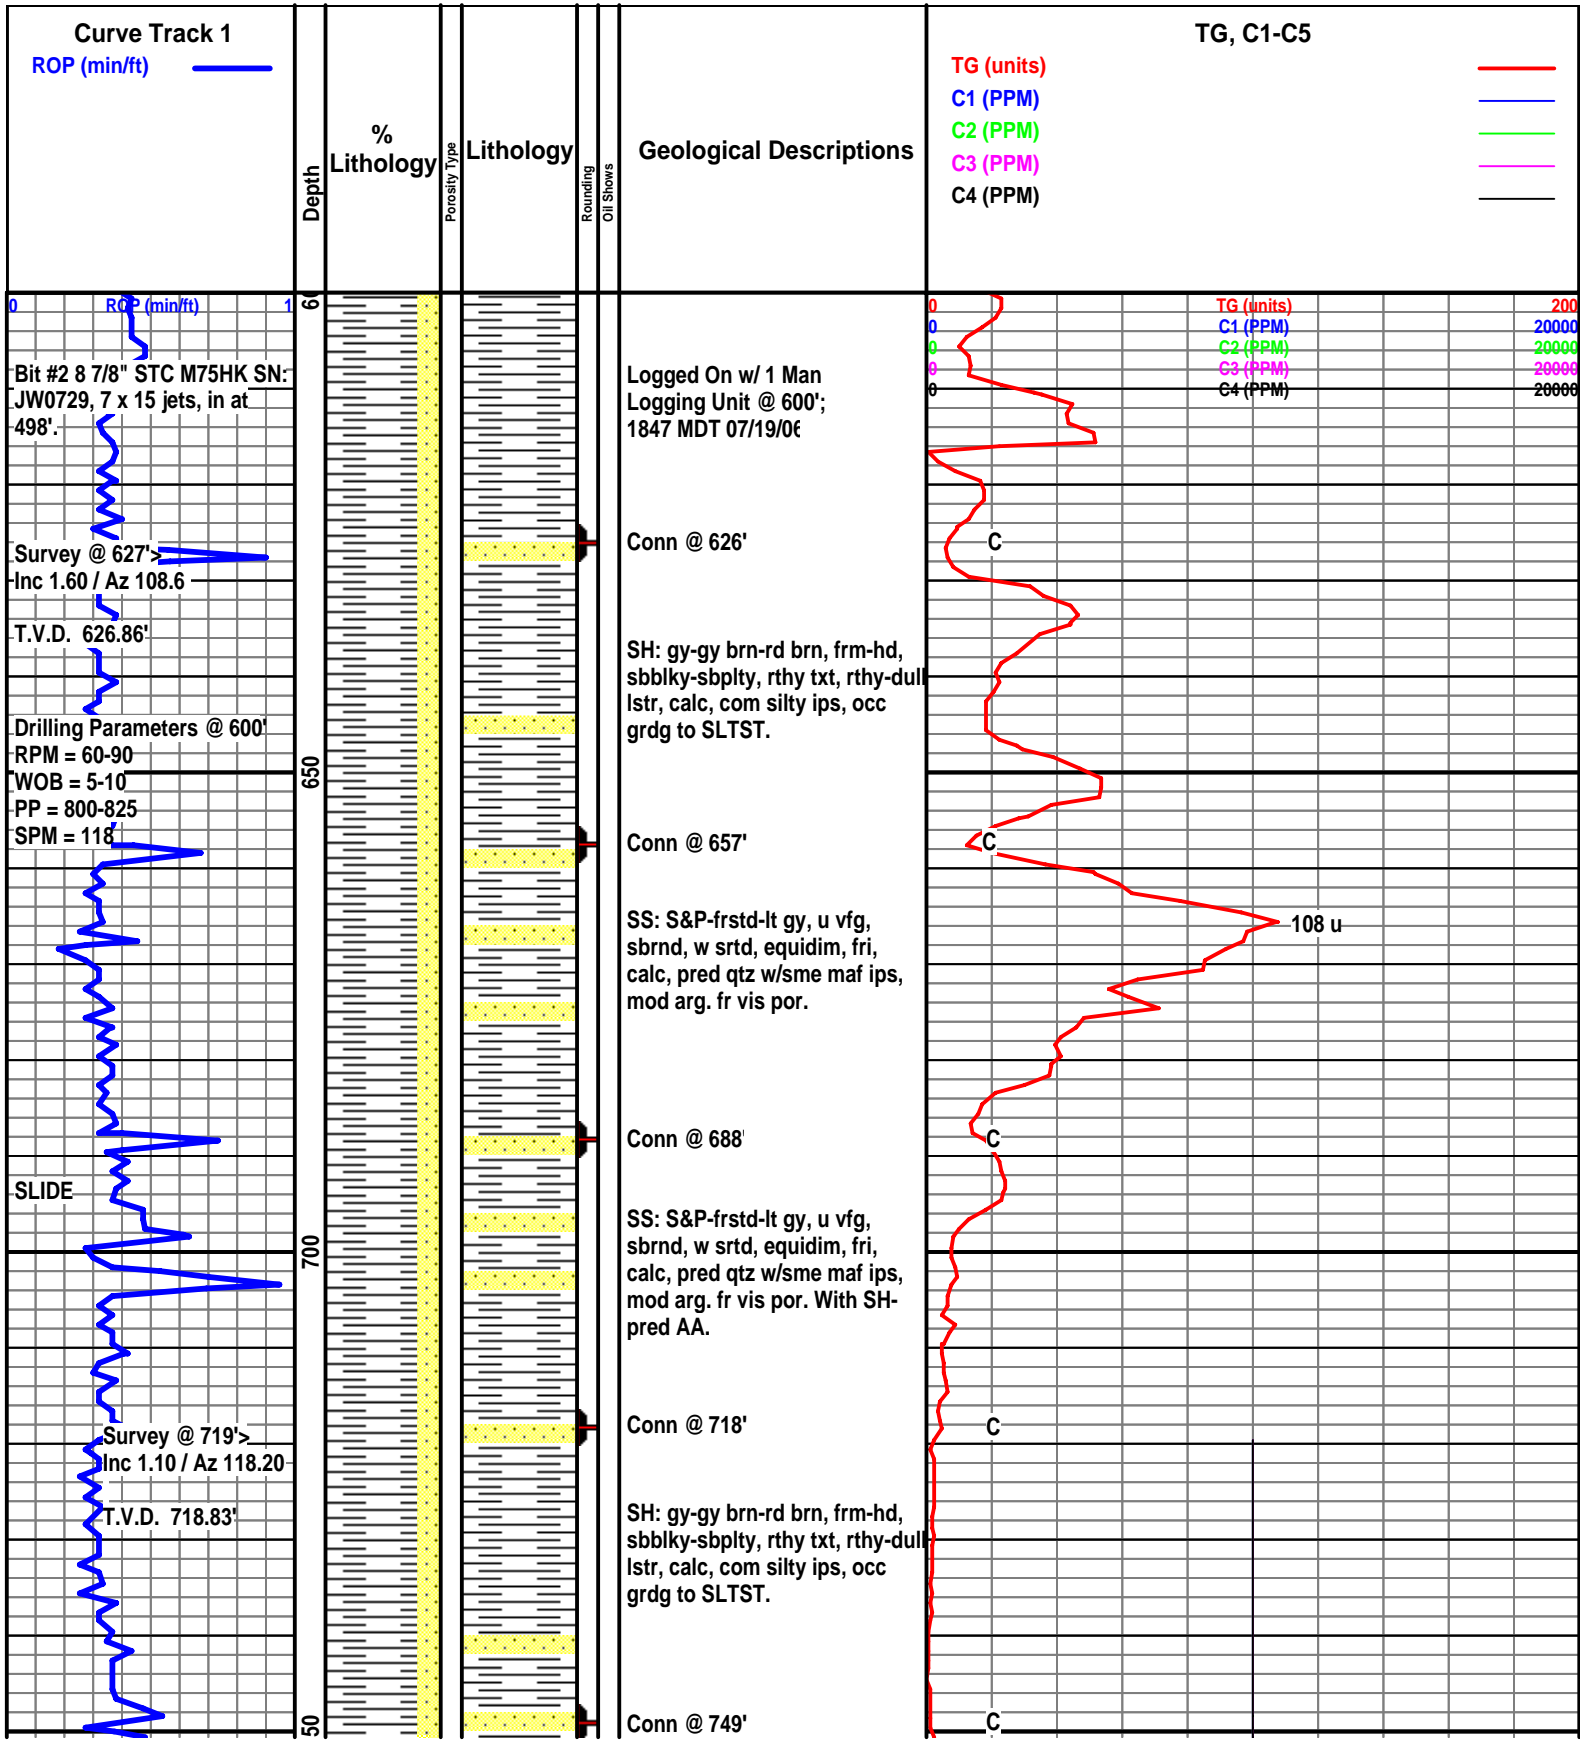 Curve Track 1
ROP (min/ft)
Depth
%
Lithology
Porosity Type
Lithology
Rounding
Oil Shows
Geological Descriptions
TG, C1-C5
TG (units)
C1 (PPM)
C2 (PPM)
C3 (PPM)
C4 (PPM)
0 ROP (min/ft) 1
0 TG (units) 200
0 C1 (PPM) 20000
0 C2 (PPM) 20000
0 C3 (PPM) 20000
0 C4 (PPM) 20000
Bit #2 8 7/8" STC M75HK SN:
JW0729, 7 x 15 jets, in at
498'.
Logged On w/ 1 Man
Logging Unit @ 600';
1847 MDT 07/19/06
Survey @ 627'>
Inc 1.60 / Az 108.6
Conn @ 626'
C
T.V.D. 626.86'
SH: gy-gy brn-rd brn, frm-hd,
sbblky-sbplty, rthy txt, rthy-dull
lstr, calc, com silty ips, occ
grdg to SLTST.
Drilling Parameters @ 600'
RPM = 60-90
WOB = 5-10
PP = 800-825
SPM = 118
650
Conn @ 657'
C
SS: S&P-frstd-lt gy, u vfg,
sbrnd, w srtd, equidim, fri,
calc, pred qtz w/sme maf ips,
mod arg. fr vis por.
108 u
Conn @ 688'
C
SLIDE
700
SS: S&P-frstd-lt gy, u vfg,
sbrnd, w srtd, equidim, fri,
calc, pred qtz w/sme maf ips,
mod arg. fr vis por. With SH-
pred AA.
Conn @ 718'
C
Survey @ 719'>
Inc 1.10 / Az 118.20
T.V.D. 718.83'
SH: gy-gy brn-rd brn, frm-hd,
sbblky-sbplty, rthy txt, rthy-dull
lstr, calc, com silty ips, occ
grdg to SLTST.
50
Conn @ 749'
C